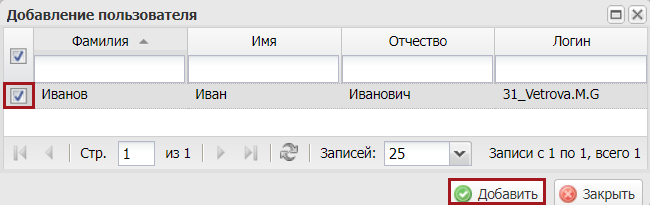 Добавление пользователя
Фамилия Имя Отчество Логин
Иванов Иван Иванович 31_Vetrova.M.G
Стр. 1 из 1 Записей: 25 Записи с 1 по 1, всего 1
Добавить Закрыть